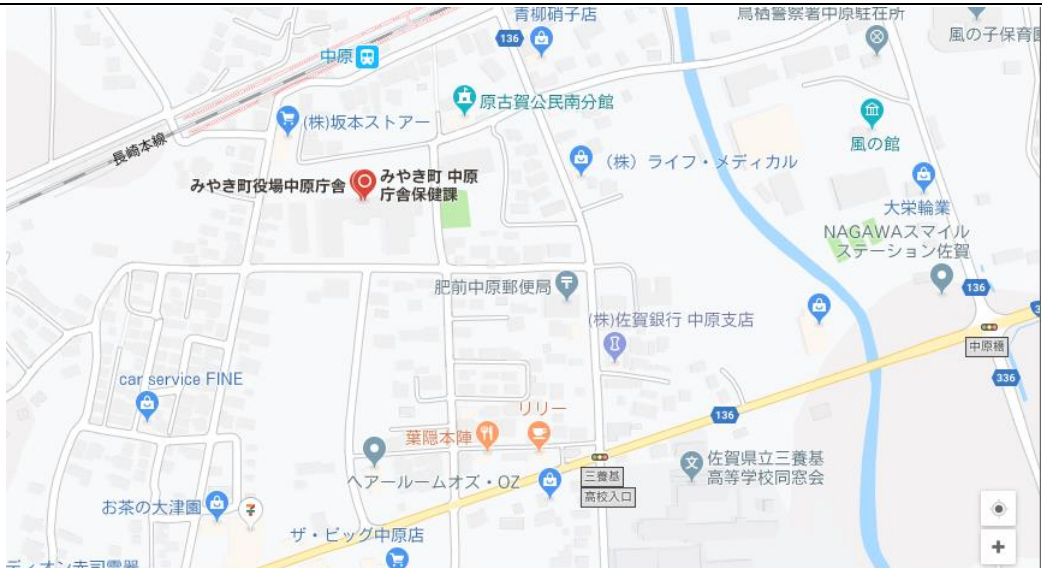 青柳硝子店
鳥栖警察署中原駐在所
風の子保育園
136
中原
原古賀公民南分館
(株)坂本ストアー
風の館
長崎本線
(株) ライフ・メディカル
みやき町役場中原庁舎
みやき町 中原
庁舎保健課
大栄輪業
NAGAWAスマイル
ステーション佐賀
肥前中原郵便局
136
(株)佐賀銀行 中原支店
中原橋
car service FINE
336
リリー
136
葉隠本陣
佐賀県立三養基
高等学校同窓会
ヘアールームオズ・OZ
三養基
高校入口
お茶の大津園
ザ・ビッグ中原店